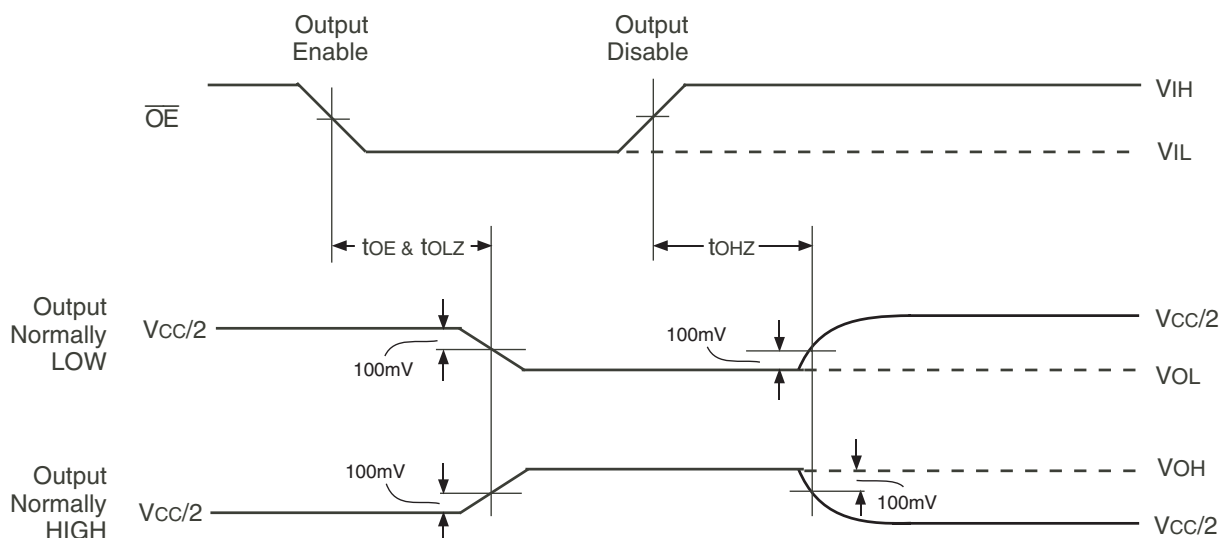 Output
Enable
Output
Disable
OE
VIH
VIL
tOE & tOLZ
tOHZ
Output
Normally
LOW
VCC/2
100mV
100mV
VCC/2
VOL
Output
Normally
HIGH
VCC/2
100mV
100mV
VOH
VCC/2